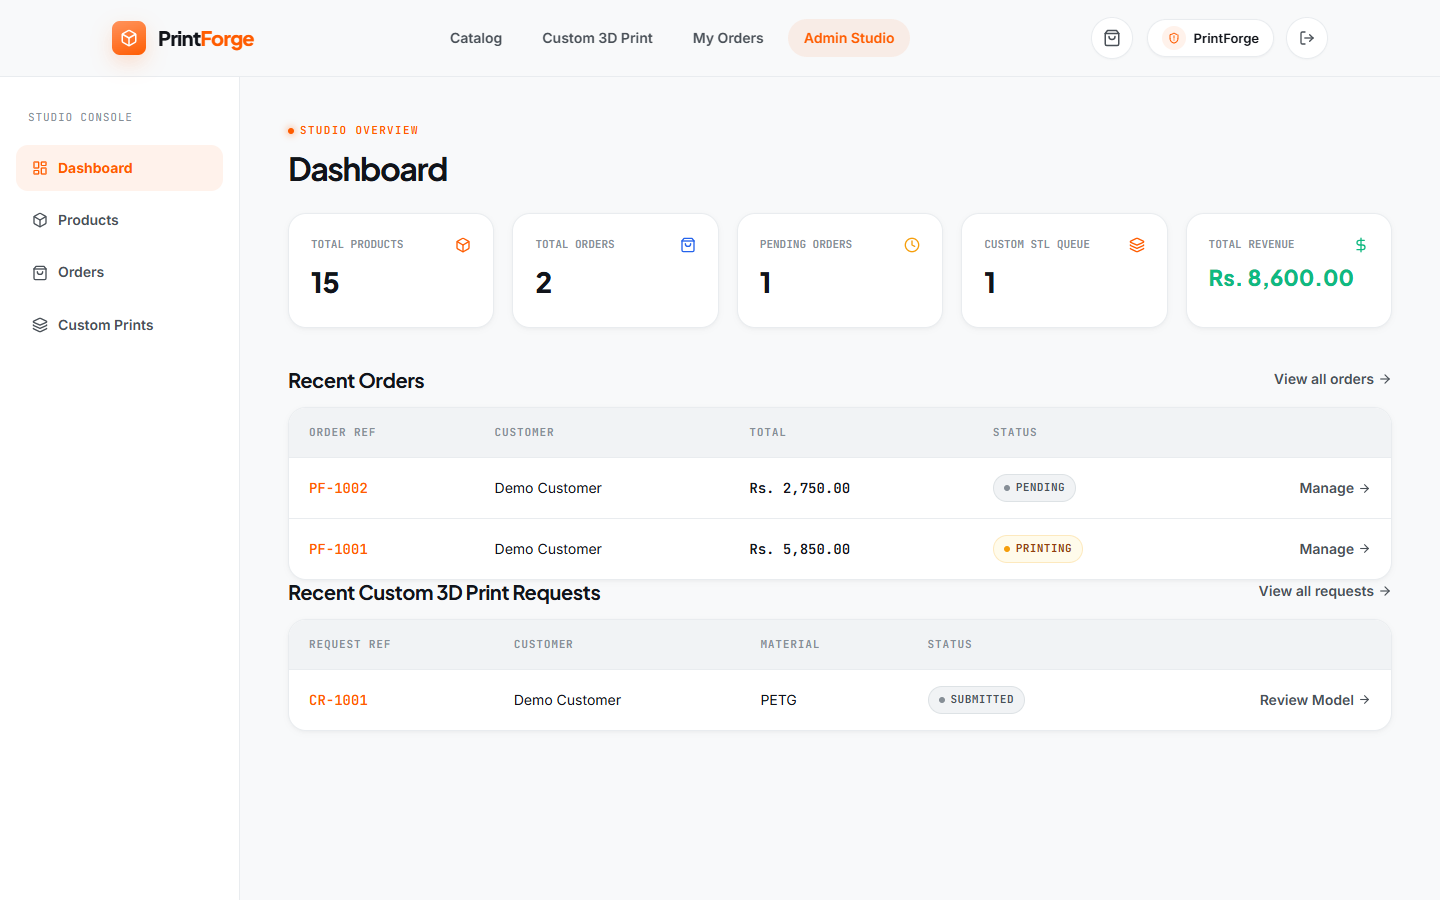 PrintForge
Catalog
Custom 3D Print
My Orders
Admin Studio
PrintForge
STUDIO CONSOLE
Dashboard
Products
Orders
Custom Prints
STUDIO OVERVIEW
Dashboard
TOTAL PRODUCTS
15
TOTAL ORDERS
2
PENDING ORDERS
1
CUSTOM STL QUEUE
1
TOTAL REVENUE
Rs. 8,600.00
Recent Orders
View all orders →
ORDER REF CUSTOMER TOTAL STATUS
PF-1002 Demo Customer Rs. 2,750.00 PENDING Manage →
PF-1001 Demo Customer Rs. 5,850.00 PRINTING Manage →
Recent Custom 3D Print Requests
View all requests →
REQUEST REF CUSTOMER MATERIAL STATUS
CR-1001 Demo Customer PETG SUBMITTED Review Model →